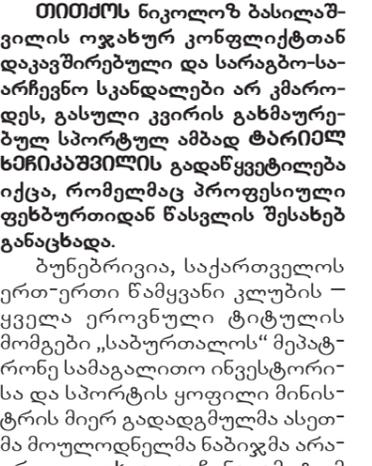 თითქოს ნიკოლოზ ბასილაშ-
ვილის ოჯახურ კონფლიქტთან
დაკავშირებული და სარაგბო-სა-
არჩევნო სკანდალები არ კმარო-
დეს, გასული კვირის გახმაურე-
ბულ სპორტულ ამბად ტარიელ
ხეჩიკაშვილის გადაწყვეტილება
იქცა, რომელმაც პროფესიული
ფეხბურთიდან წასვლის შესახებ
განაცხადა.
ბუნებრივია, საქართველოს
ერთ-ერთი წამყვანი კლუბის –
ყველა ეროვნული ტიტულის
მომგები „საბურთალოს“ მეპატ-
რონე სამაგალითო ინვესტორი-
სა და სპორტის ყოფილი მინის-
ტრის მიერ გადადგმულმა ასეთ-
მა მოულოდნელმა ნაბიჯმა არა-